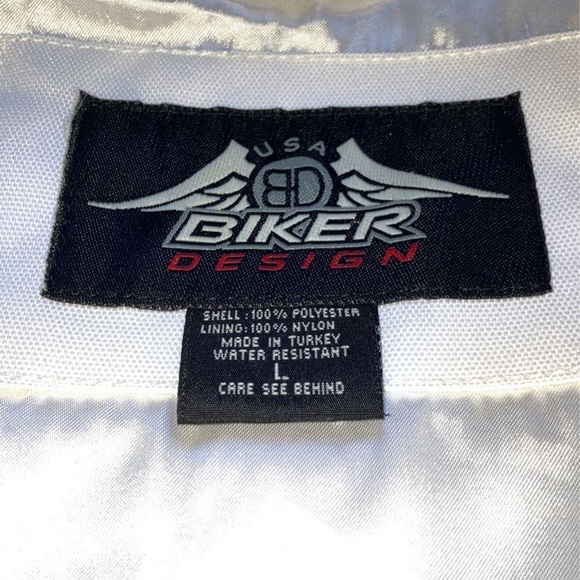 USA
BD
BIKER
DESIGN
SHELL:100% POLYESTER
LINING:100% NYLON
MADE IN TURKEY
WATER RESISTANT
L
CARE SEE BEHIND